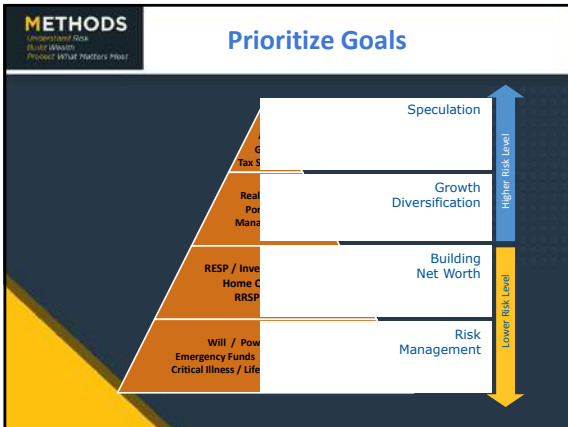 METHODS
Understand Risk
Build Wealth
Protect What Matters Most
Prioritize Goals
Speculation
Tax S
Growth
Diversification
Real
Por
Mana
Building
Net Worth
RESP / Inve
Home O
RRSP
Risk
Management
Will / Pow
Emergency Funds
Critical Illness / Life
Higher Risk Level
Lower Risk Level